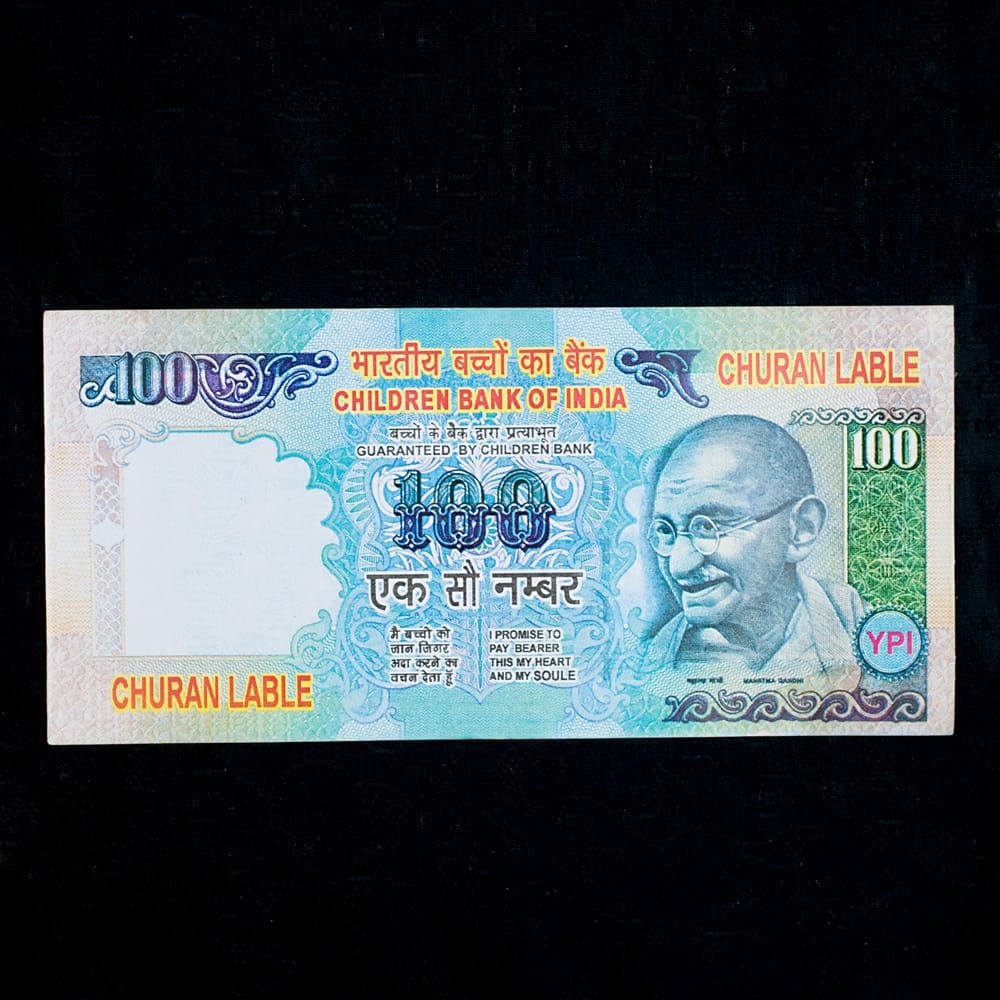 100
भारतीय बच्चों का बैंक
CHURAN LABLE
CHILDREN BANK OF INDIA
बच्चों के बैंक द्वारा प्रत्याभूत
GUARANTEED BY CHILDREN BANK
100
100
एक सौ नम्बर
मै बच्चो को
जान जिगर
अदा करने का
वचन देता हूँ
I PROMISE TO
PAY BEARER
THIS MY HEART
AND MY SOULE
YPI
महात्मा गांधी MAHATMA GANDHI
CHURAN LABLE